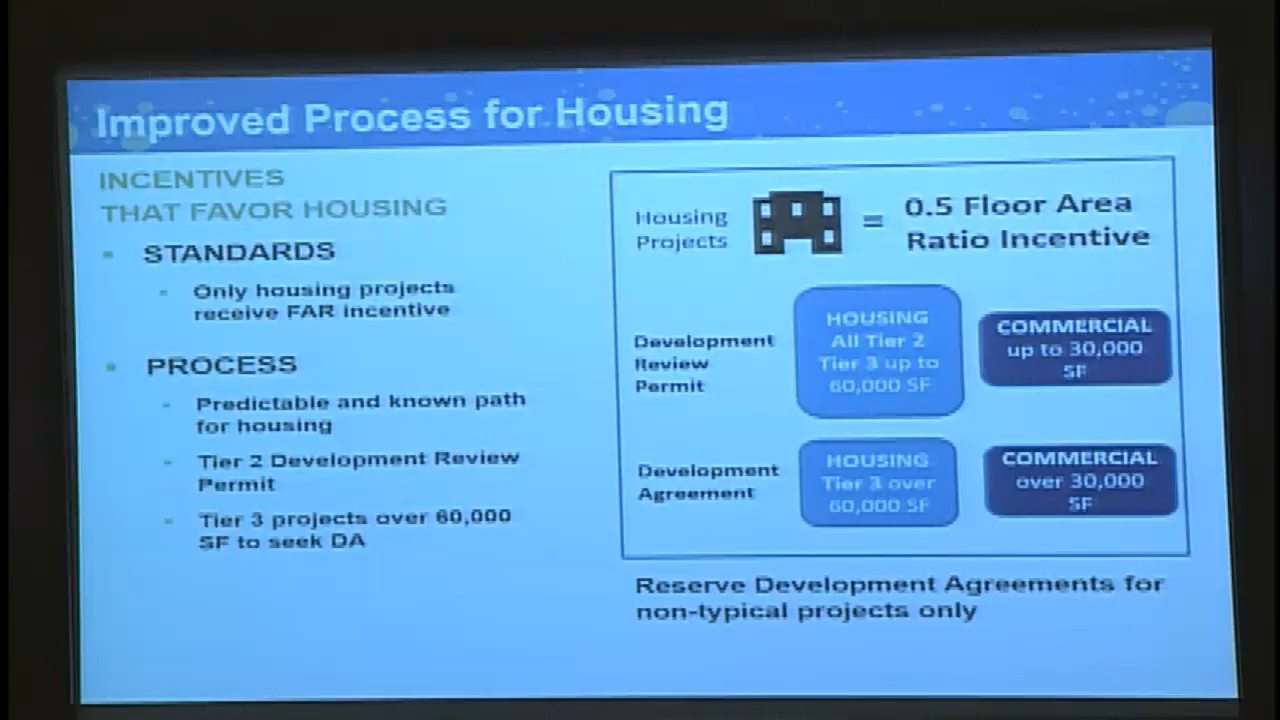 Improved Process for Housing
INCENTIVES
THAT FAVOR HOUSING
STANDARDS
Only housing projects
receive FAR incentive
PROCESS
Predictable and known path
for housing
Tier 2 Development Review
Permit
Tier 3 projects over 60,000
SF to seek DA
Housing
Projects
=
0.5 Floor Area
Ratio Incentive
Development
Review
Permit
HOUSING
All Tier 2
Tier 3 up to
60,000 SF
COMMERCIAL
up to 30,000
SF
Development
Agreement
HOUSING
Tier 3 over
60,000 SF
COMMERCIAL
over 30,000
SF
Reserve Development Agreements for
non-typical projects only